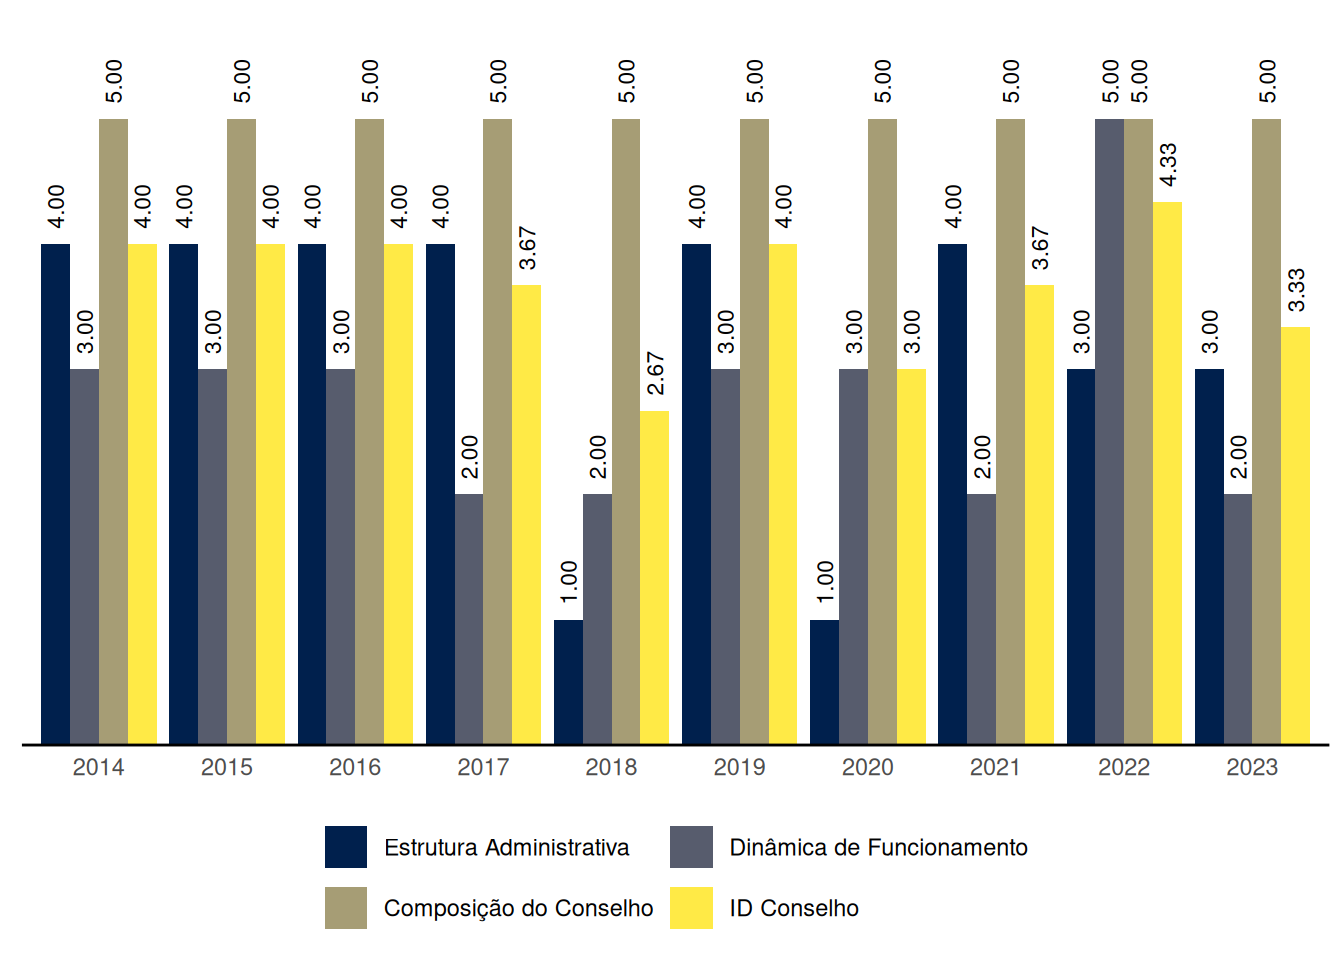 4.00 3.00 5.00 4.00 4.00 3.00 5.00 4.00 4.00 3.00 5.00 4.00 4.00 2.00 5.00 3.67 1.00 2.00 5.00 2.67 4.00 3.00 5.00 4.00 1.00 3.00 5.00 3.00 4.00 2.00 5.00 3.67 3.00 5.00 5.00 4.33 3.00 2.00 5.00 3.33
2014 2015 2016 2017 2018 2019 2020 2021 2022 2023
Estrutura Administrativa Dinâmica de Funcionamento
Composição do Conselho ID Conselho